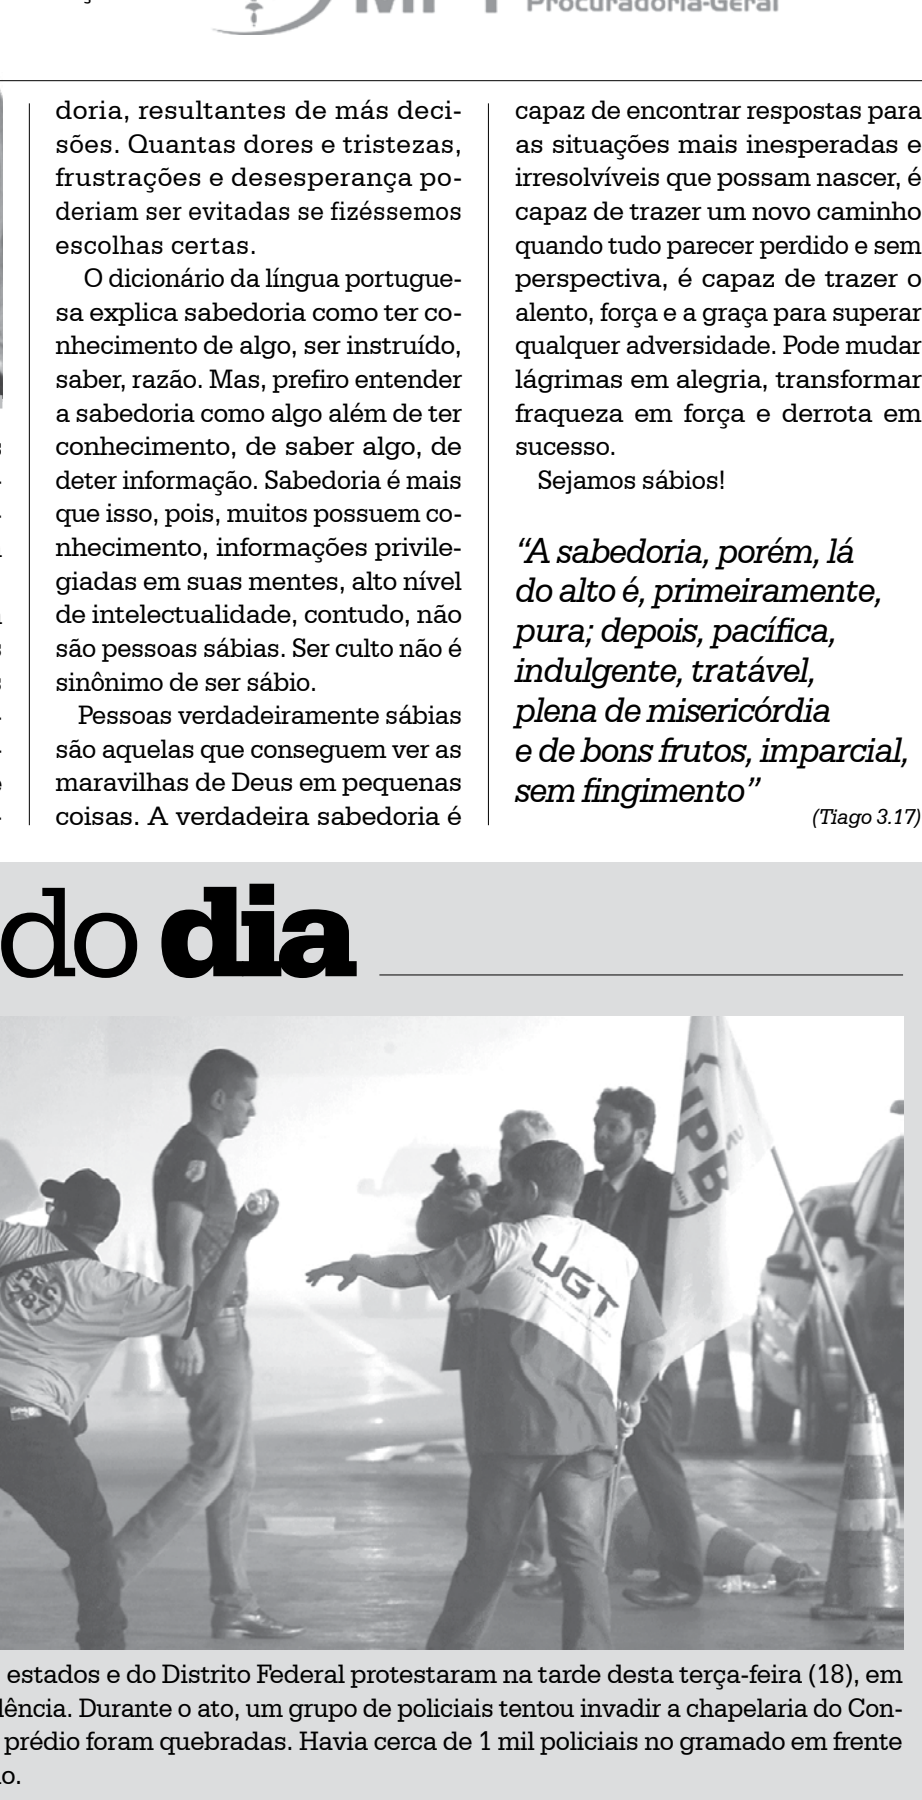 Procuradoria-Geral
doria, resultantes de más deci-
sões. Quantas dores e tristezas,
frustrações e desesperança po-
deriam ser evitadas se fizéssemos
escolhas certas.
O dicionário da língua portugue-
sa explica sabedoria como ter co-
nhecimento de algo, ser instruído,
saber, razão. Mas, prefiro entender
a sabedoria como algo além de ter
conhecimento, de saber algo, de
deter informação. Sabedoria é mais
que isso, pois, muitos possuem co-
nhecimento, informações privile-
giadas em suas mentes, alto nível
de intelectualidade, contudo, não
são pessoas sábias. Ser culto não é
sinônimo de ser sábio.
Pessoas verdadeiramente sábias
são aquelas que conseguem ver as
maravilhas de Deus em pequenas
coisas. A verdadeira sabedoria é
capaz de encontrar respostas para
as situações mais inesperadas e
irresolvíveis que possam nascer, é
capaz de trazer um novo caminho
quando tudo parecer perdido e sem
perspectiva, é capaz de trazer o
alento, força e a graça para superar
qualquer adversidade. Pode mudar
lágrimas em alegria, transformar
fraqueza em força e derrota em
sucesso.
Sejamos sábios!
“A sabedoria, porém, lá
do alto é, primeiramente,
pura; depois, pacífica,
indulgente, tratável,
plena de misericórdia
e de bons frutos, imparcial,
sem fingimento”
(Tiago 3.17)
do dia
PEC
287
UGT
estados e do Distrito Federal protestaram na tarde desta terça-feira (18), em
lência. Durante o ato, um grupo de policiais tentou invadir a chapelaria do Con-
prédio foram quebradas. Havia cerca de 1 mil policiais no gramado em frente
o.